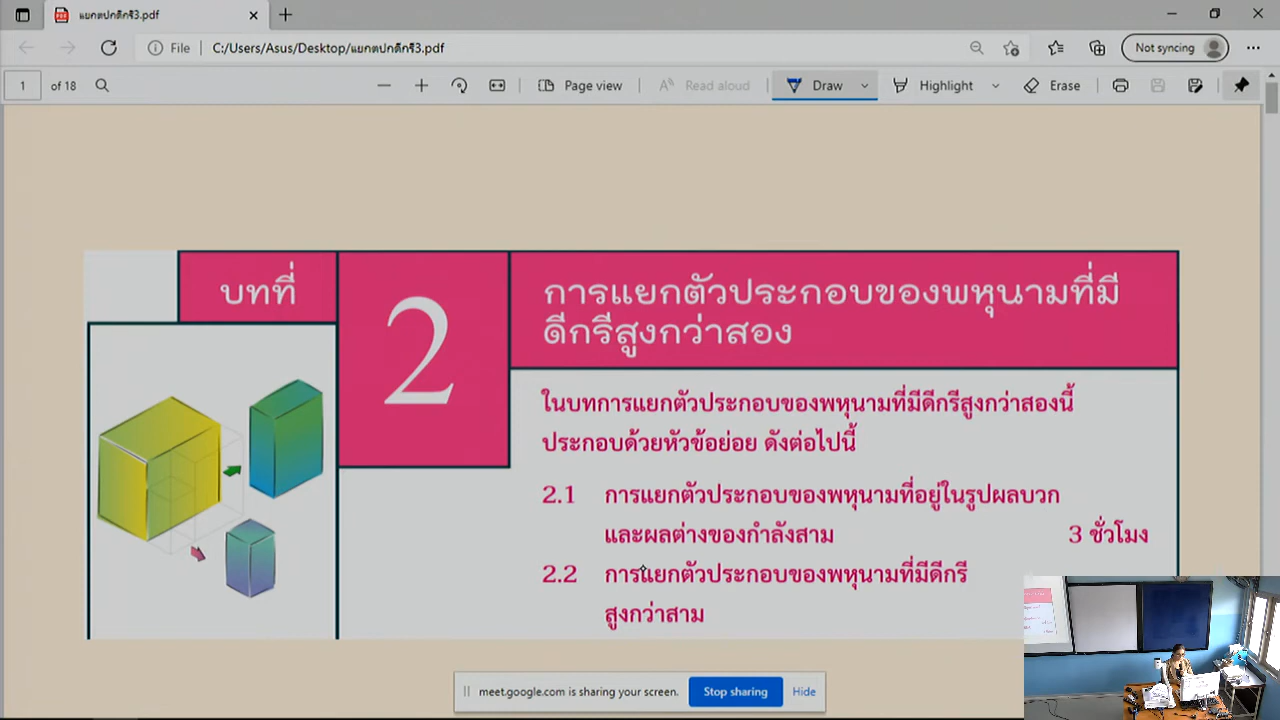 แยกตปกดีกรี3.pdf
File C:/Users/Asus/Desktop/แยกตปกดีกรี3.pdf Not syncing
1 of 18 Page view Read aloud Draw Highlight Erase
บทที่
2
การแยกตัวประกอบของพหุนามที่มี
ดีกรีสูงกว่าสอง
ในบทการแยกตัวประกอบของพหุนามที่มีดีกรีสูงกว่าสองนี้
ประกอบด้วยหัวข้อย่อย ดังต่อไปนี้
2.1 การแยกตัวประกอบของพหุนามที่อยู่ในรูปผลบวก
และผลต่างของกำลังสาม 3 ชั่วโมง
2.2 การแยกตัวประกอบของพหุนามที่มีดีกรี
สูงกว่าสาม
meet.google.com is sharing your screen. Stop sharing Hide